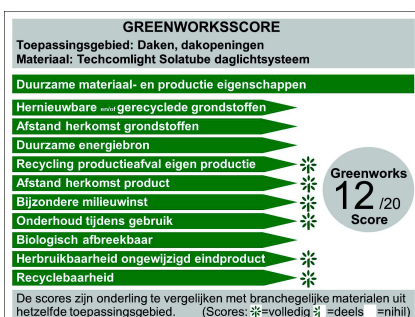 GREENWORKSSCORE
Toepassingsgebied: Daken, dakopeningen
Materiaal: Techcomlight Solatube daglichtsysteem
Duurzame materiaal- en productie eigenschappen
Hernieuwbare en/of gerecyclede grondstoffen
Afstand herkomst grondstoffen
Duurzame energiebron
Recycling productieafval eigen productie
Afstand herkomst product
Bijzondere milieuwinst
Onderhoud tijdens gebruik
Biologisch afbreekbaar
Herbruikbaarheid ongewijzigd eindproduct
Recyclebaarheid
Greenworks
12 /20
Score
De scores zijn onderling te vergelijken met branchegelijke materialen uit
hetzelfde toepassingsgebied. (Scores: =volledig =deels =nihil)